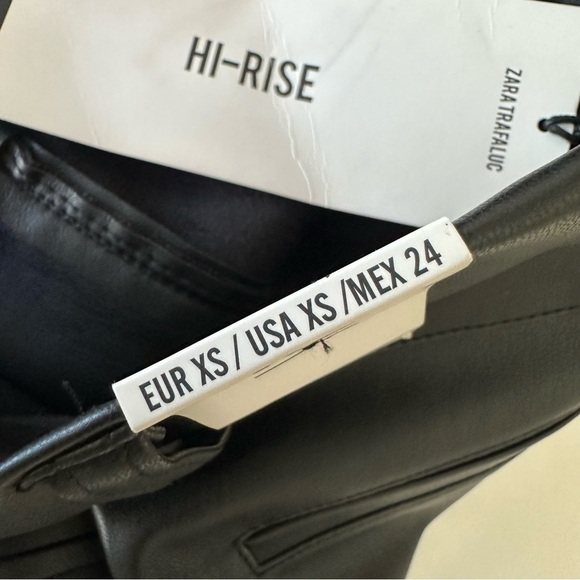 HI-RISE
ZARA TRAFALUC
EUR XS / USA XS / MEX 24